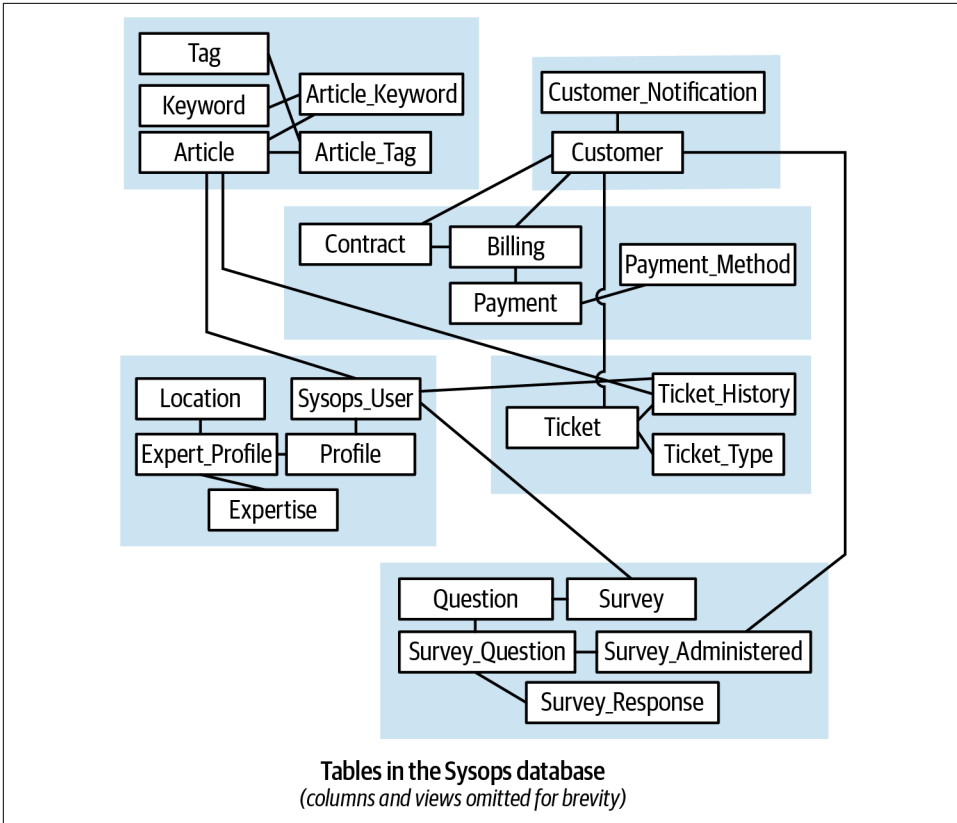 Tag
Keyword
Article_Keyword
Article
Article_Tag
Customer_Notification
Customer
Contract
Billing
Payment_Method
Payment
Location
Sysops_User
Expert_Profile
Profile
Expertise
Ticket_History
Ticket
Ticket_Type
Question
Survey
Survey_Question
Survey_Administered
Survey_Response
Tables in the Sysops database
(columns and views omitted for brevity)